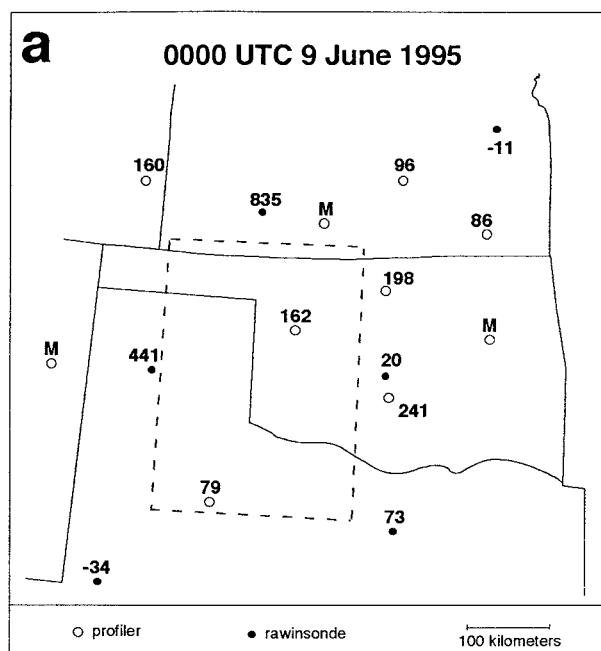 a
0000 UTC 9 June 1995
-11
160
96
835
M
86
198
162
M
M
441
20
241
79
73
-34
profiler
rawinsonde
100 kilometers